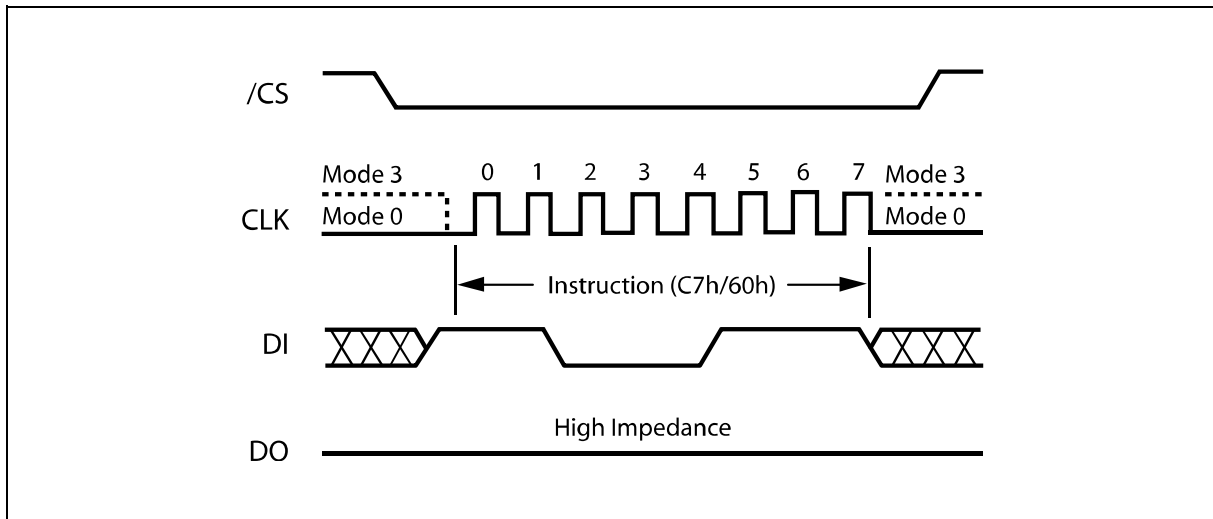 /CS
Mode 3 0 1 2 3 4 5 6 7 Mode 3
CLK Mode 0 Mode 0
Instruction (C7h/60h)
DI
High Impedance
DO